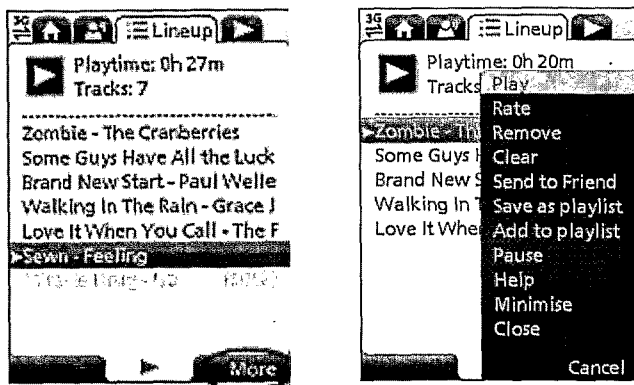 3G
Lineup
Playtime: 0h 27m
Tracks: 7
Zombie - The Cranberries
Some Guys Have All the Luck
Brand New Start - Paul Welle
Walking In The Rain - Grace J
Love It When You Call - The F
Sewn - Feeling
More
3G
Lineup
Playtime: 0h 20m
Tracks
Play
Zombie - Th
Rate
Remove
Some Guys H
Clear
Brand New S
Send to Friend
Walking In T
Save as playlist
Love It Whe
Add to playlist
Pause
Help
Minimise
Close
Cancel